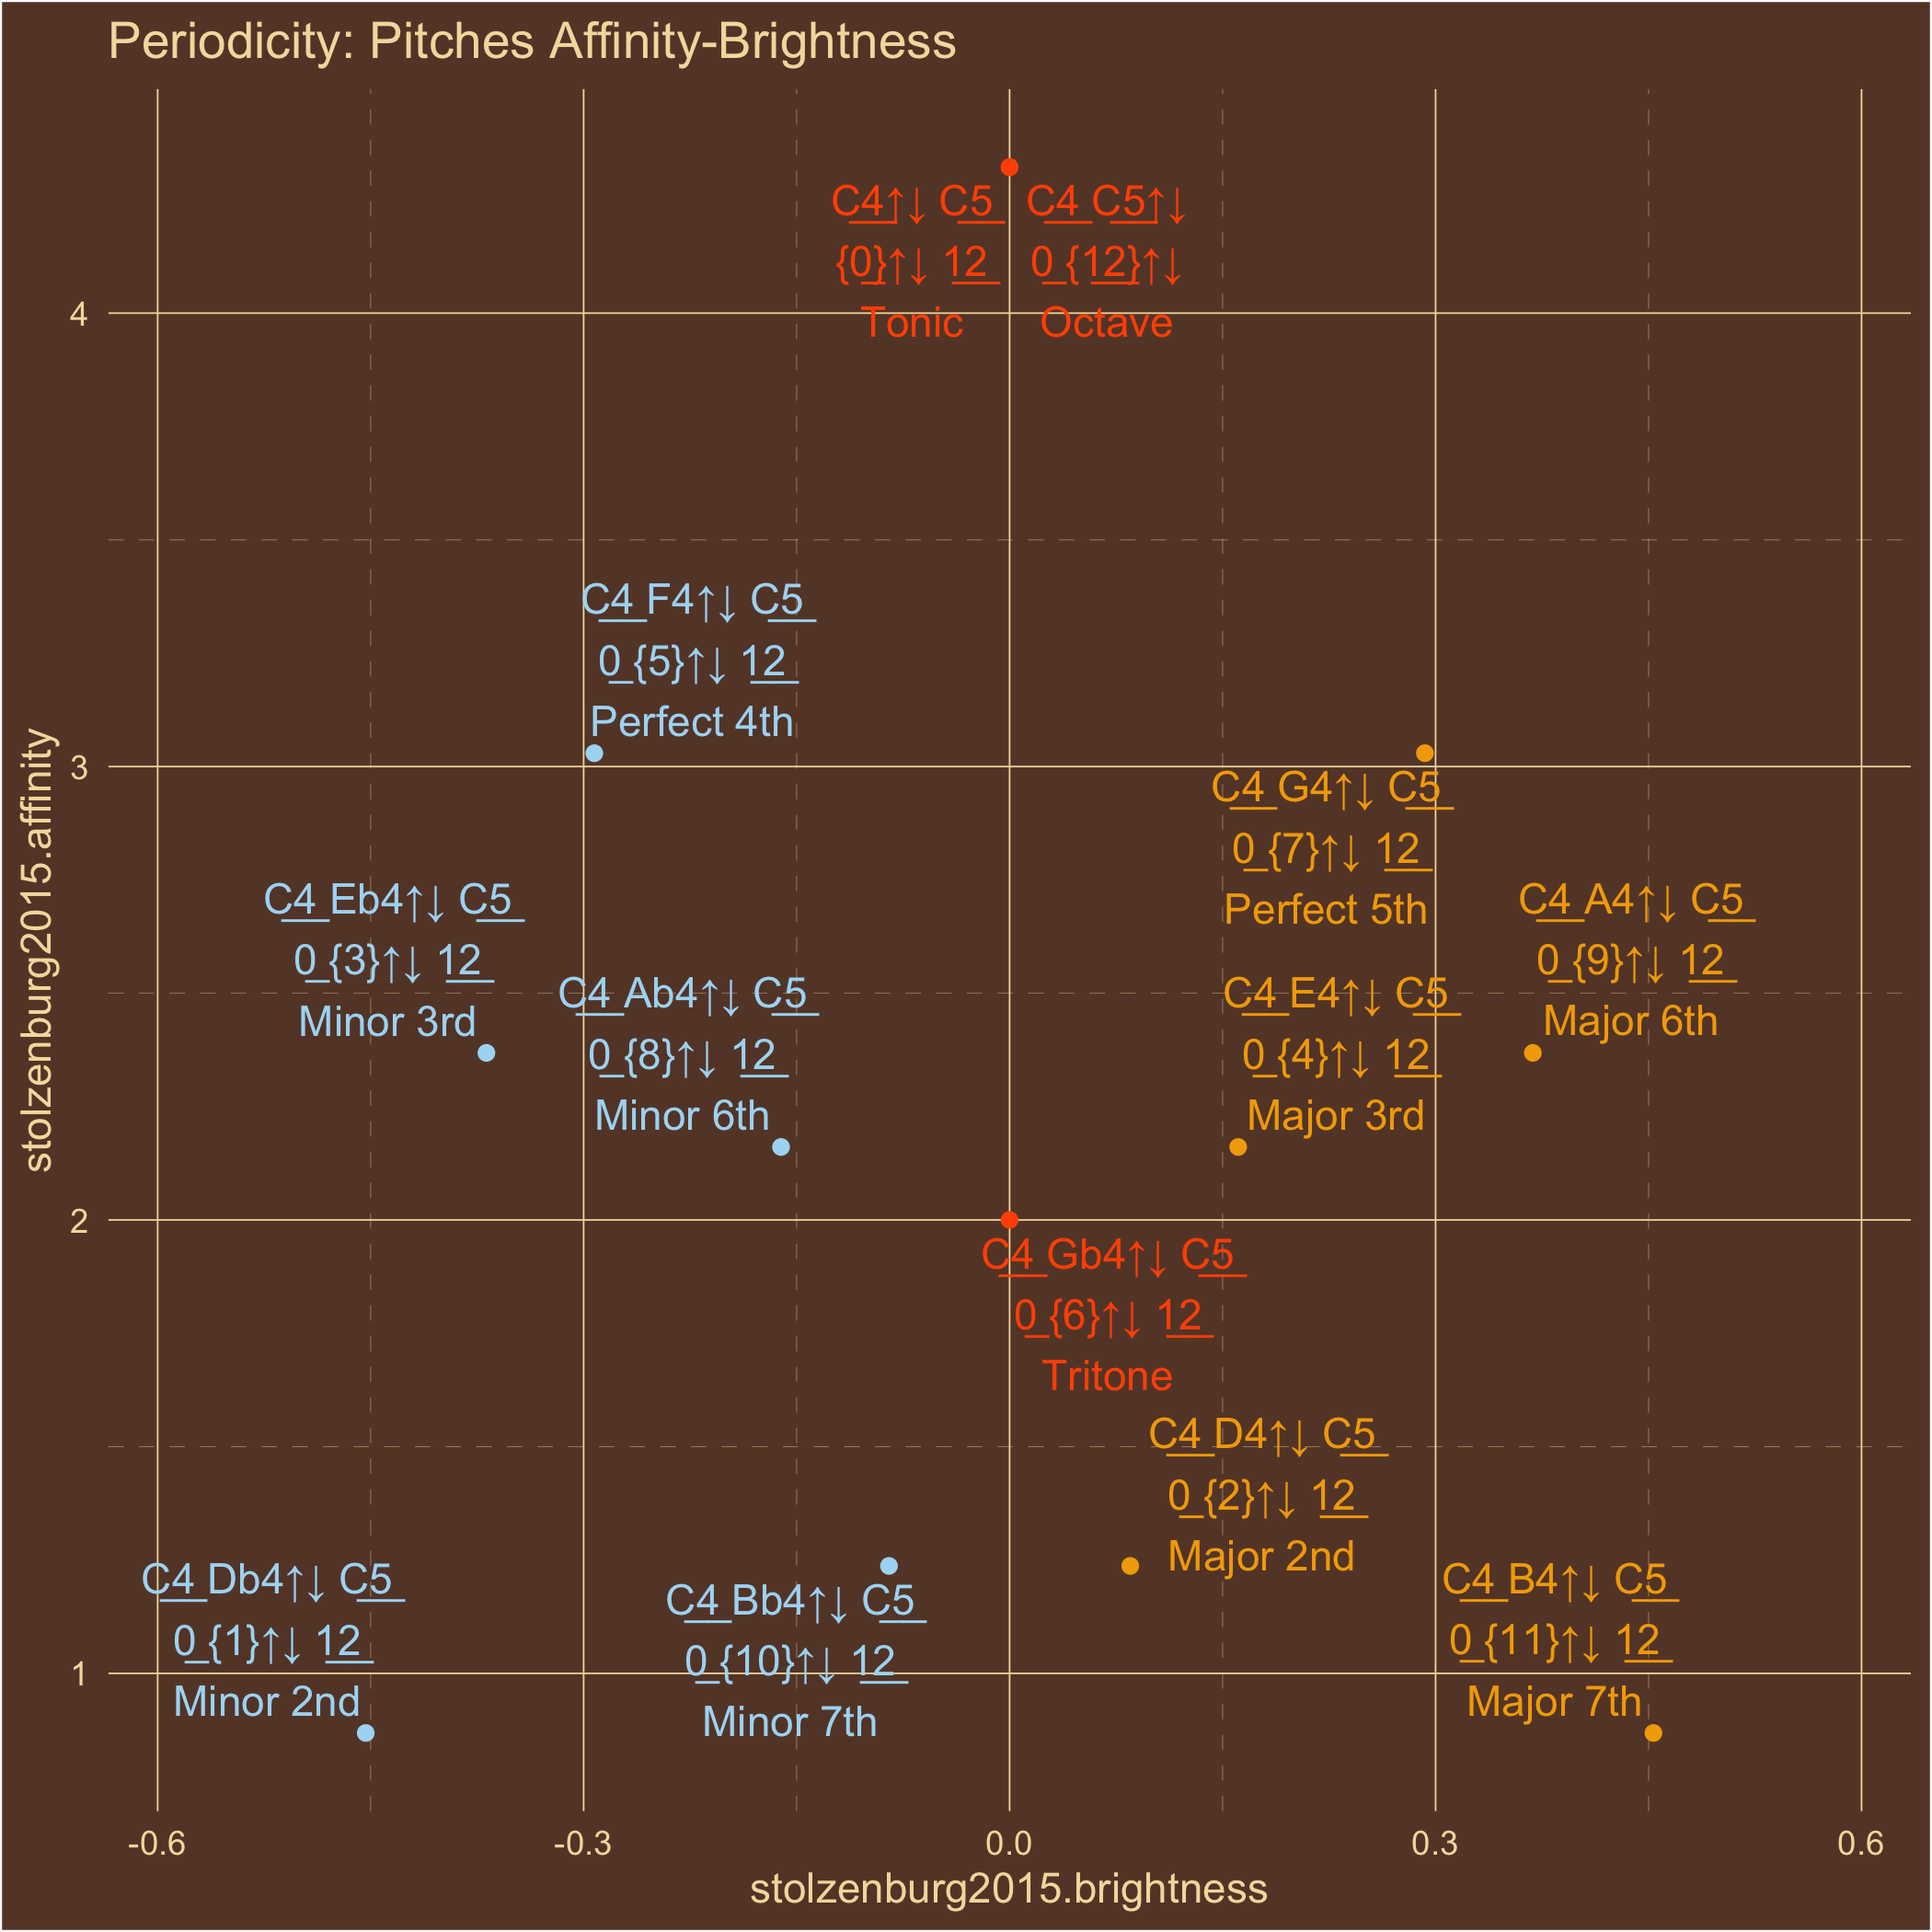 Periodicity: Pitches Affinity-Brightness
C4↑↓ C5
{0}↑↓ 12
Tonic
C4 C5↑↓
0 {12}↑↓
Octave
4
C4 F4↑↓ C5
0 {5}↑↓ 12
Perfect 4th
3
C4 G4↑↓ C5
0 {7}↑↓ 12
Perfect 5th
C4 Eb4↑↓ C5
0 {3}↑↓ 12
Minor 3rd
C4 A4↑↓ C5
0 {9}↑↓ 12
Major 6th
C4 Ab4↑↓ C5
0 {8}↑↓ 12
Minor 6th
C4 E4↑↓ C5
0 {4}↑↓ 12
Major 3rd
stolzenburg2015.affinity
2
C4 Gb4↑↓ C5
0 {6}↑↓ 12
Tritone
C4 D4↑↓ C5
0 {2}↑↓ 12
Major 2nd
C4 Db4↑↓ C5
0 {1}↑↓ 12
Minor 2nd
C4 Bb4↑↓ C5
0 {10}↑↓ 12
Minor 7th
C4 B4↑↓ C5
0 {11}↑↓ 12
Major 7th
1
-0.6 -0.3 0.0 0.3 0.6
stolzenburg2015.brightness